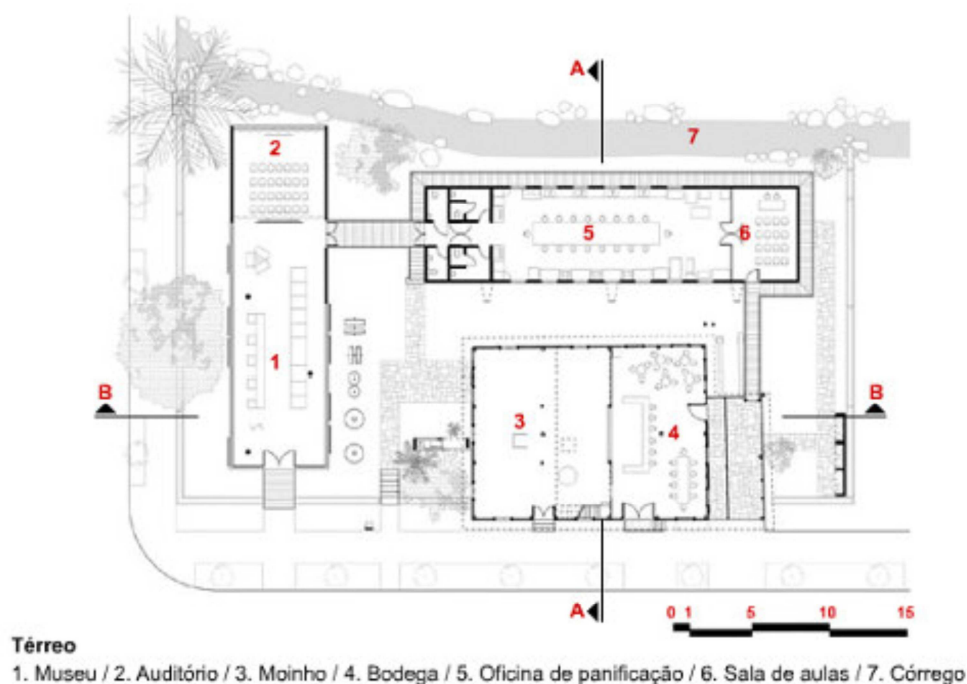 A
7
2
5
6
1
B
B
3
4
A
0 1 5 10 15
Térreo
1. Museu / 2. Auditório / 3. Moinho / 4. Bodega / 5. Oficina de panificação / 6. Sala de aulas / 7. Córrego